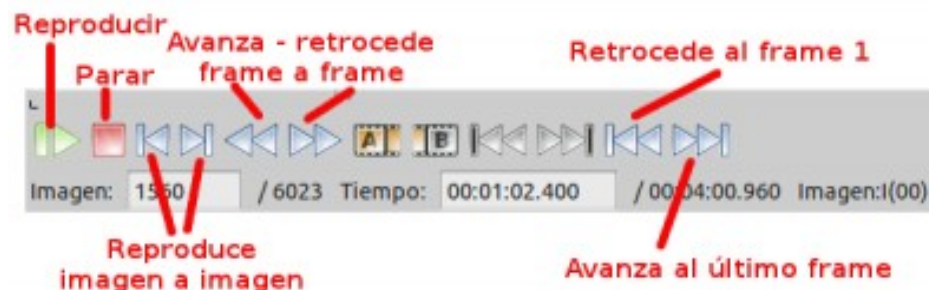 Reproducir
Avanza - retrocede
frame a frame
Retrocede al frame 1
Parar
A B
Imagen: 1560 / 6023 Tiempo: 00:01:02.400 / 00:04:00.960 Imagen:I(00)
Reproduce
imagen a imagen
Avanza al último frame